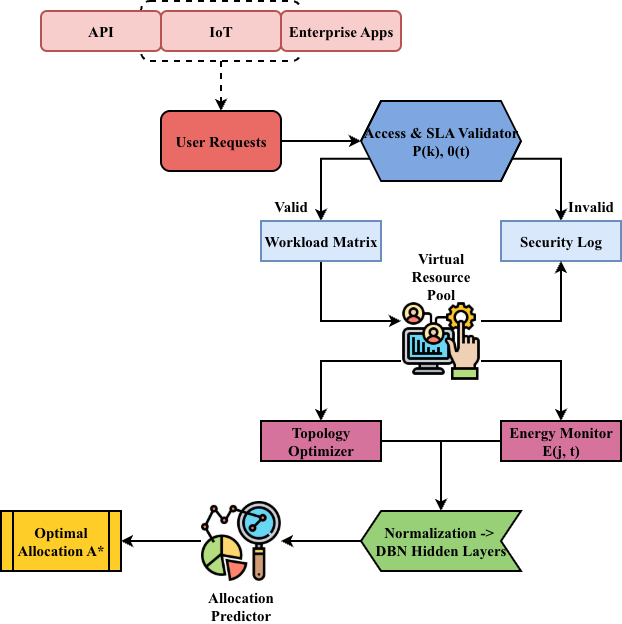 API
IoT
Enterprise Apps
User Requests
Access & SLA Validator
P(k), 0(t)
Valid
Invalid
Workload Matrix
Security Log
Virtual
Resource
Pool
Topology
Optimizer
Energy Monitor
E(j, t)
Normalization ->
DBN Hidden Layers
Optimal
Allocation A*
Allocation
Predictor